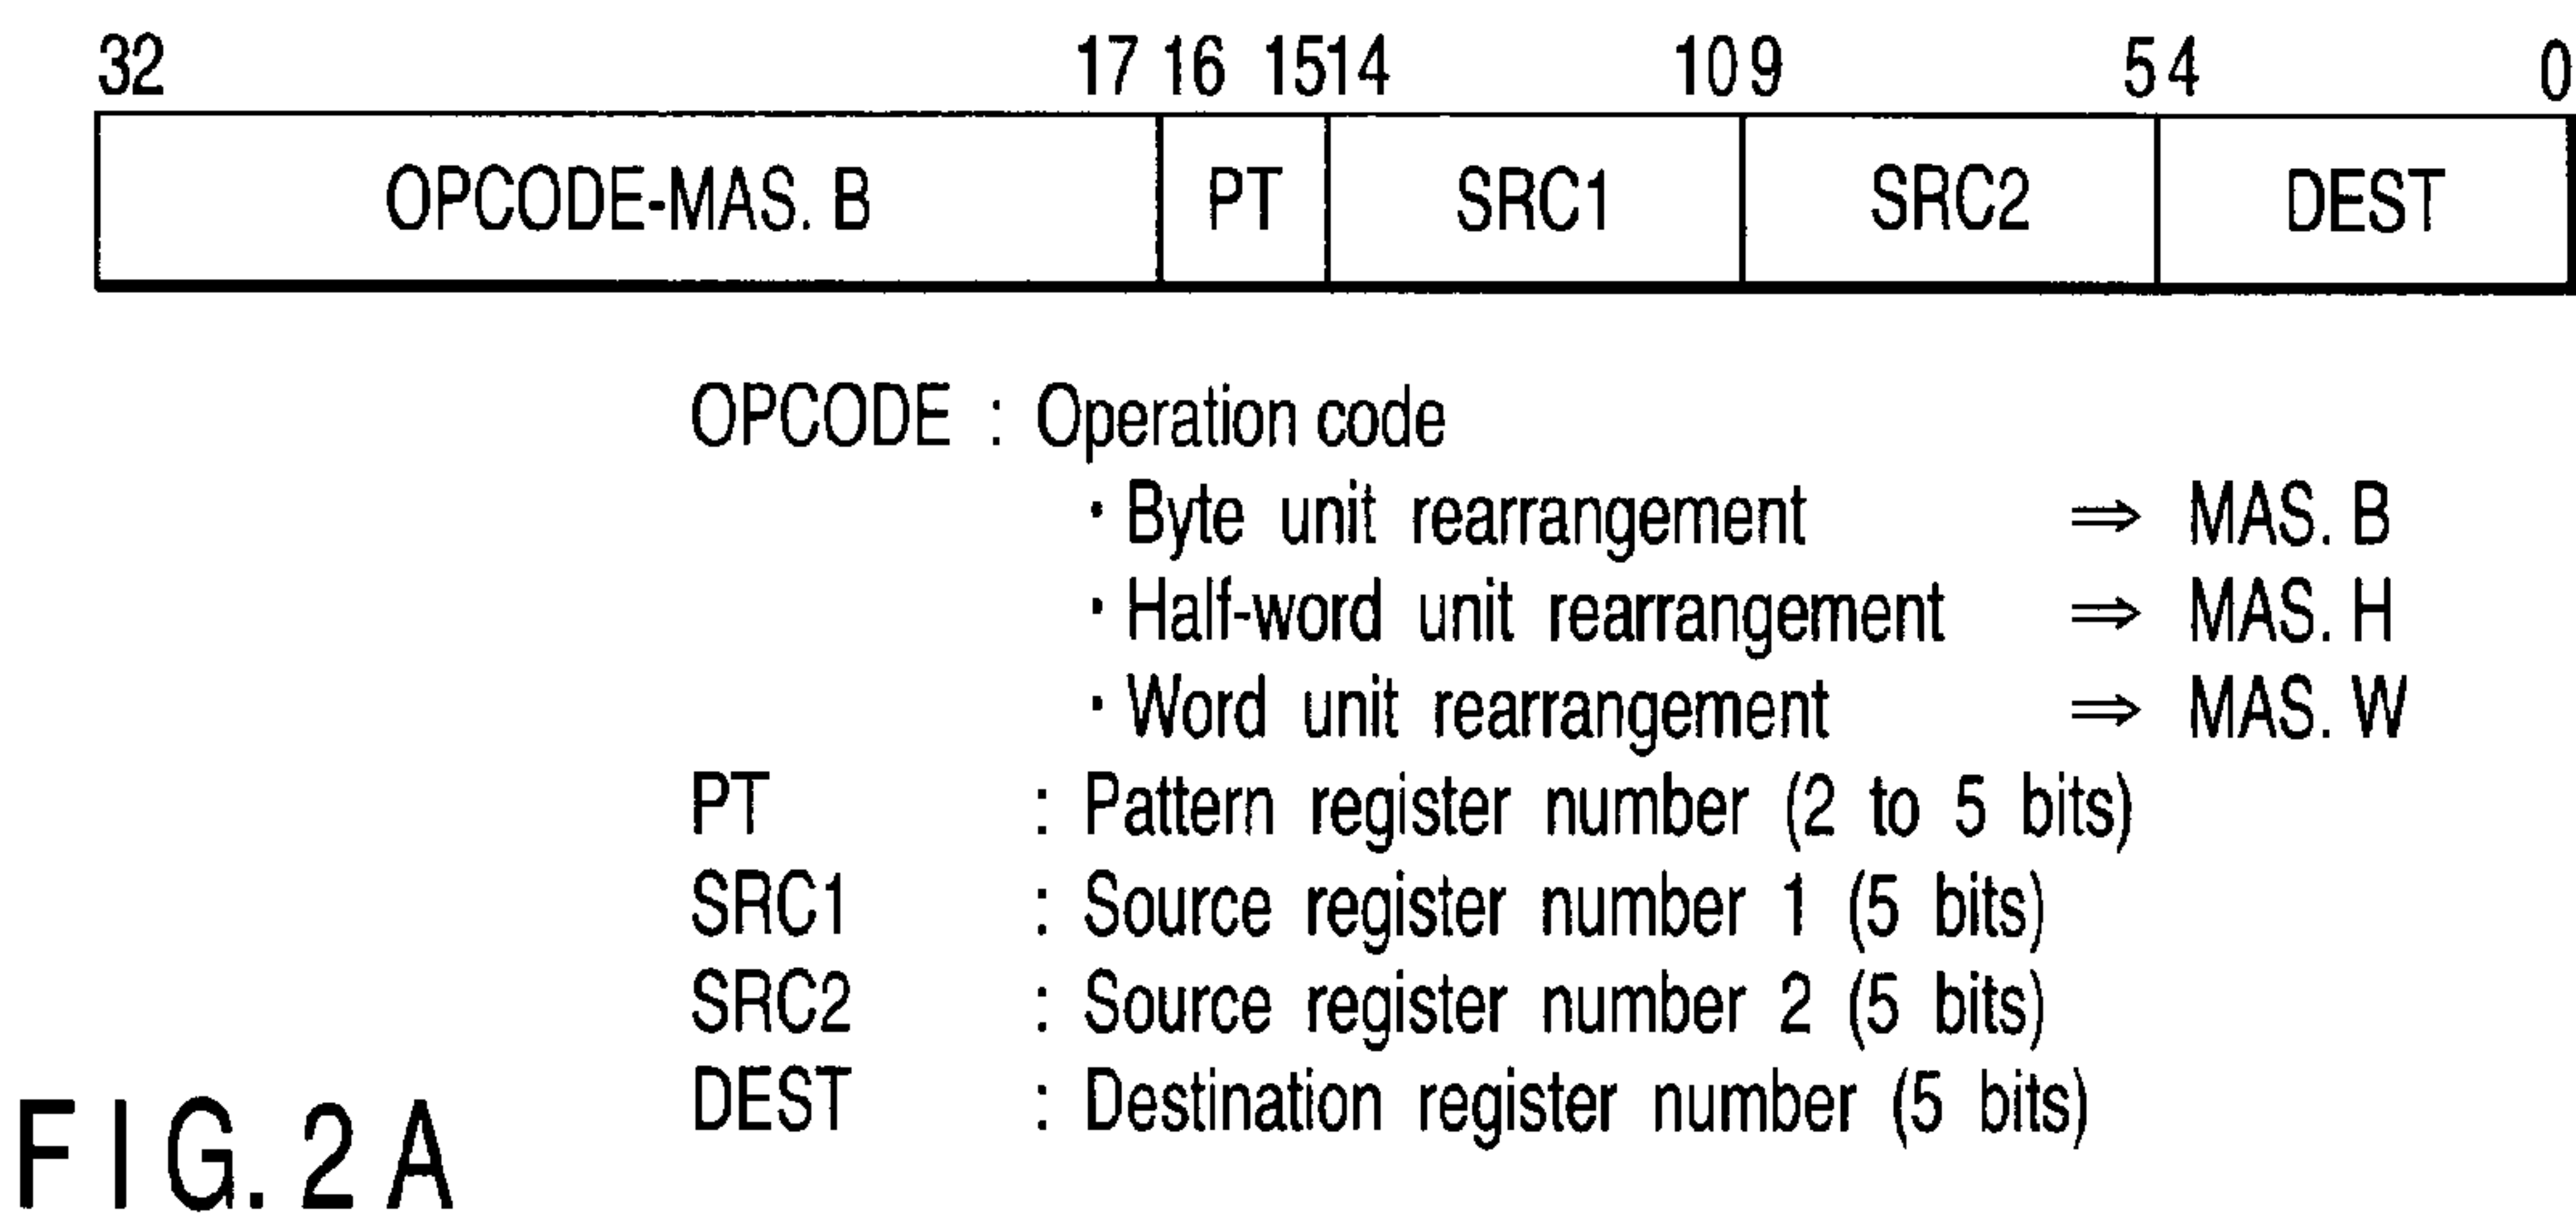 32 17 16 15 14 10 9 5 4 0
OPCODE-MAS. B PT SRC1 SRC2 DEST
OPCODE : Operation code
・Byte unit rearrangement ⇒ MAS. B
・Half-word unit rearrangement ⇒ MAS. H
・Word unit rearrangement ⇒ MAS. W
PT : Pattern register number (2 to 5 bits)
SRC1 : Source register number 1 (5 bits)
SRC2 : Source register number 2 (5 bits)
DEST : Destination register number (5 bits)
FIG. 2A